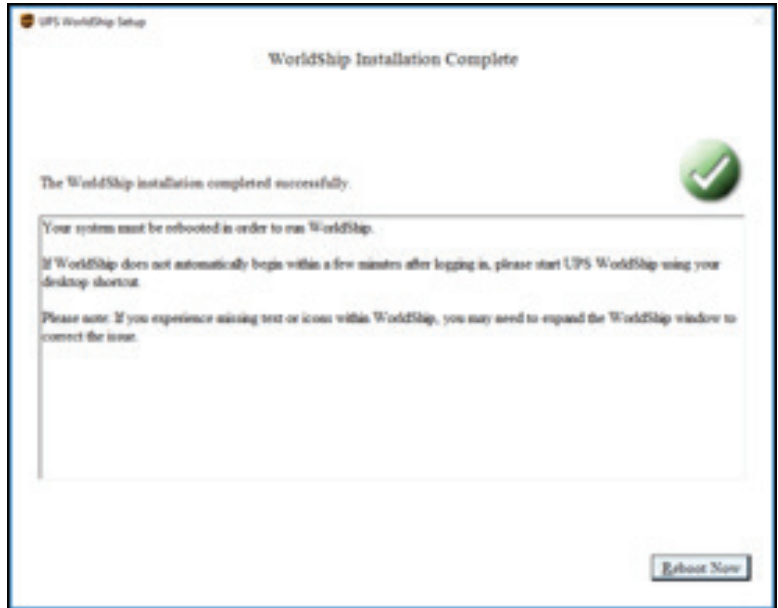 UPS WorldShip Setup
WorldShip Installation Complete
The WorldShip installation completed successfully.
Your system must be rebooted in order to run WorldShip.
If WorldShip does not automatically begin within a few minutes after logging in, please start UPS WorldShip using your
desktop shortcut.
Please note: If you experience missing text or icons within WorldShip, you may need to expand the WorldShip window to
correct the issue.
Reboot Now